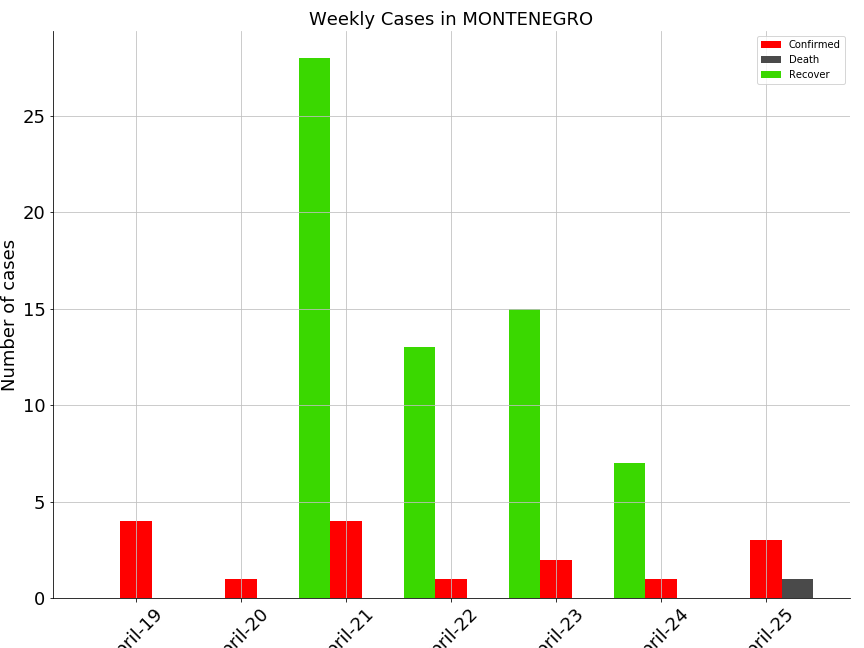 Weekly Cases in MONTENEGRO
Confirmed
Death
Recover
Number of cases
25
20
15
10
5
0
pril-19
pril-20
pril-21
pril-22
pril-23
pril-24
pril-25